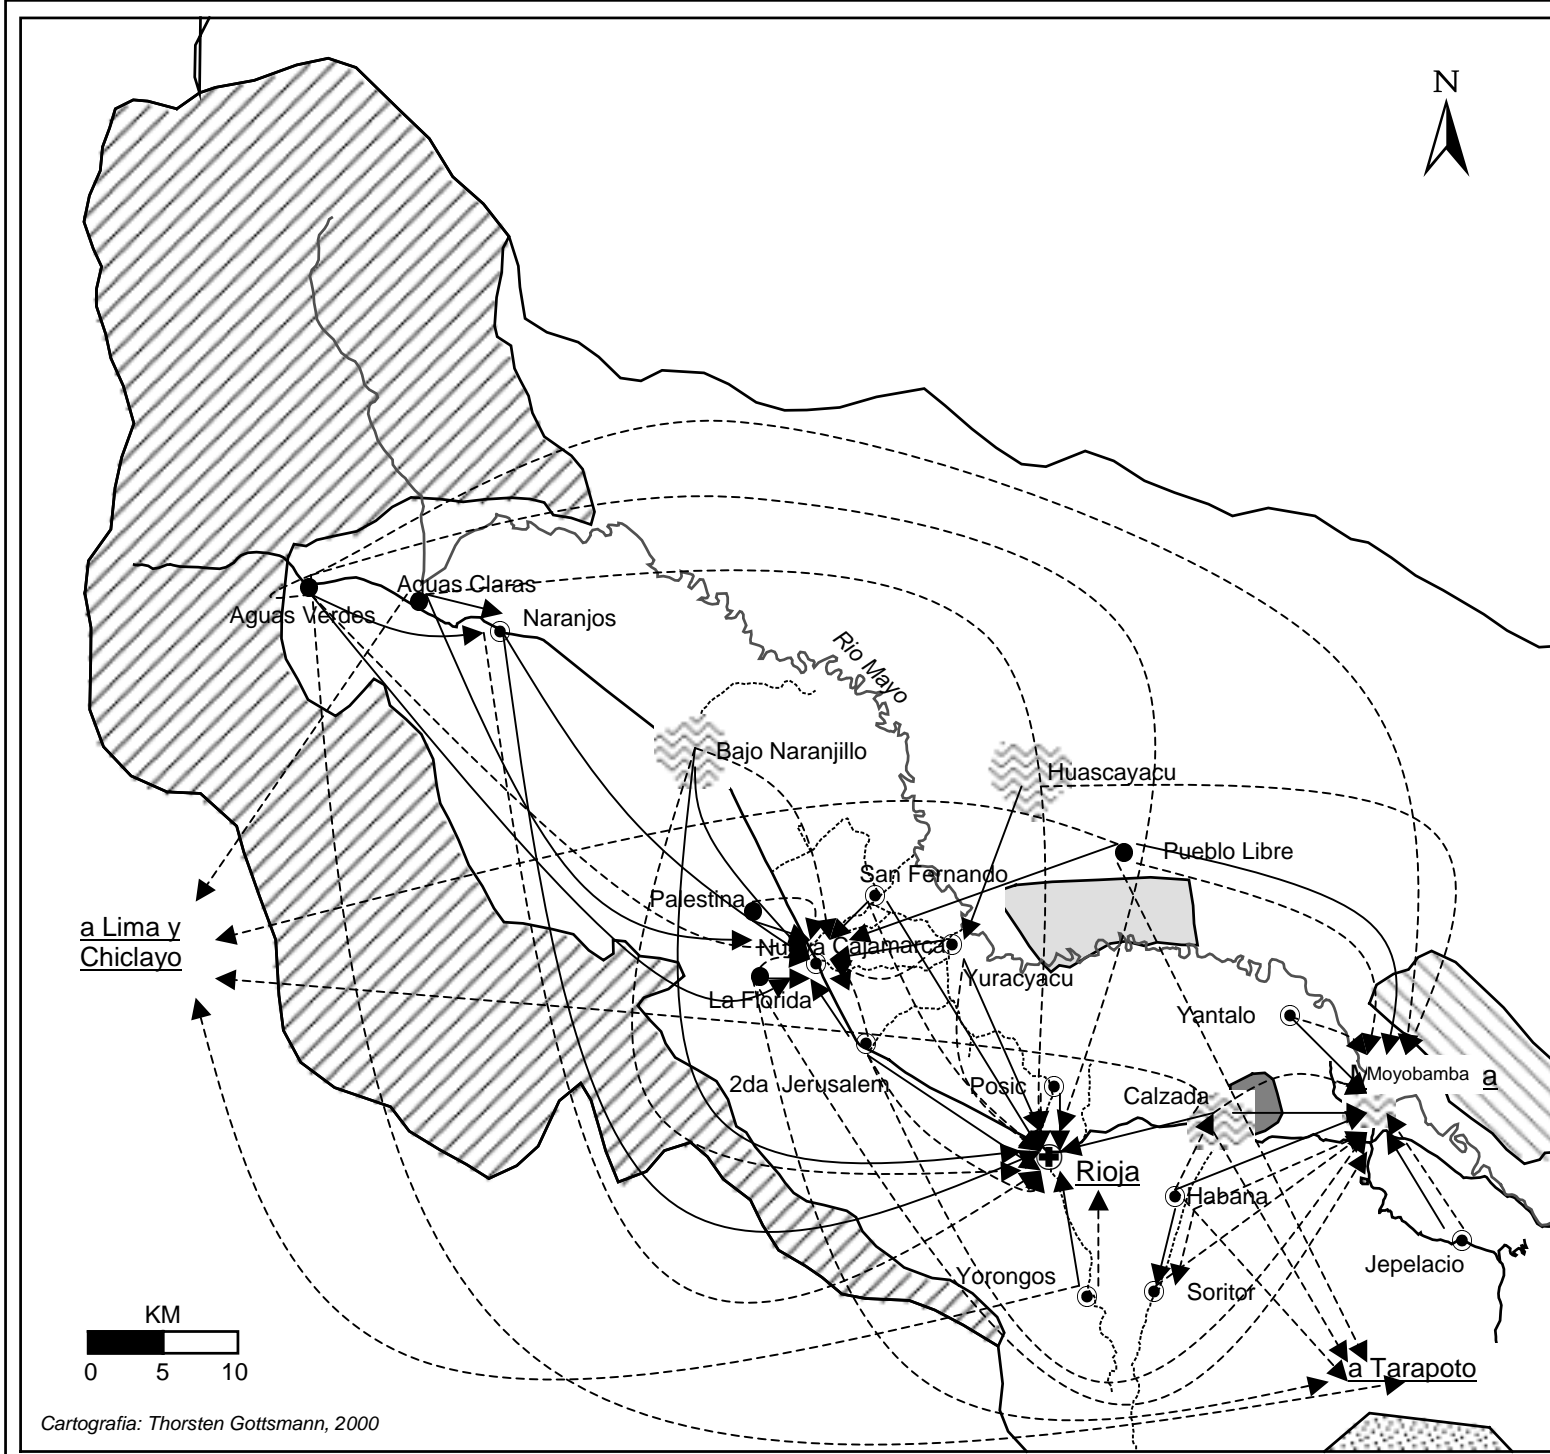 N
Aguas Claras
Aguas Verdes
Naranjos
Rio Mayo
Bajo Naranjillo
Huascayacu
Pueblo Libre
San Fernando
Palestina
a Lima y
Chiclayo
Nueva Cajamarca
Yuracyacu
La Florida
Yantalo
2da Jerusalem
Posic
Calzada
Moyobamba a
Rioja
Habana
Jepelacio
Yorongos
Soritor
KM
0 5 10
a Tarapoto
Cartografia: Thorsten Gottsmann, 2000